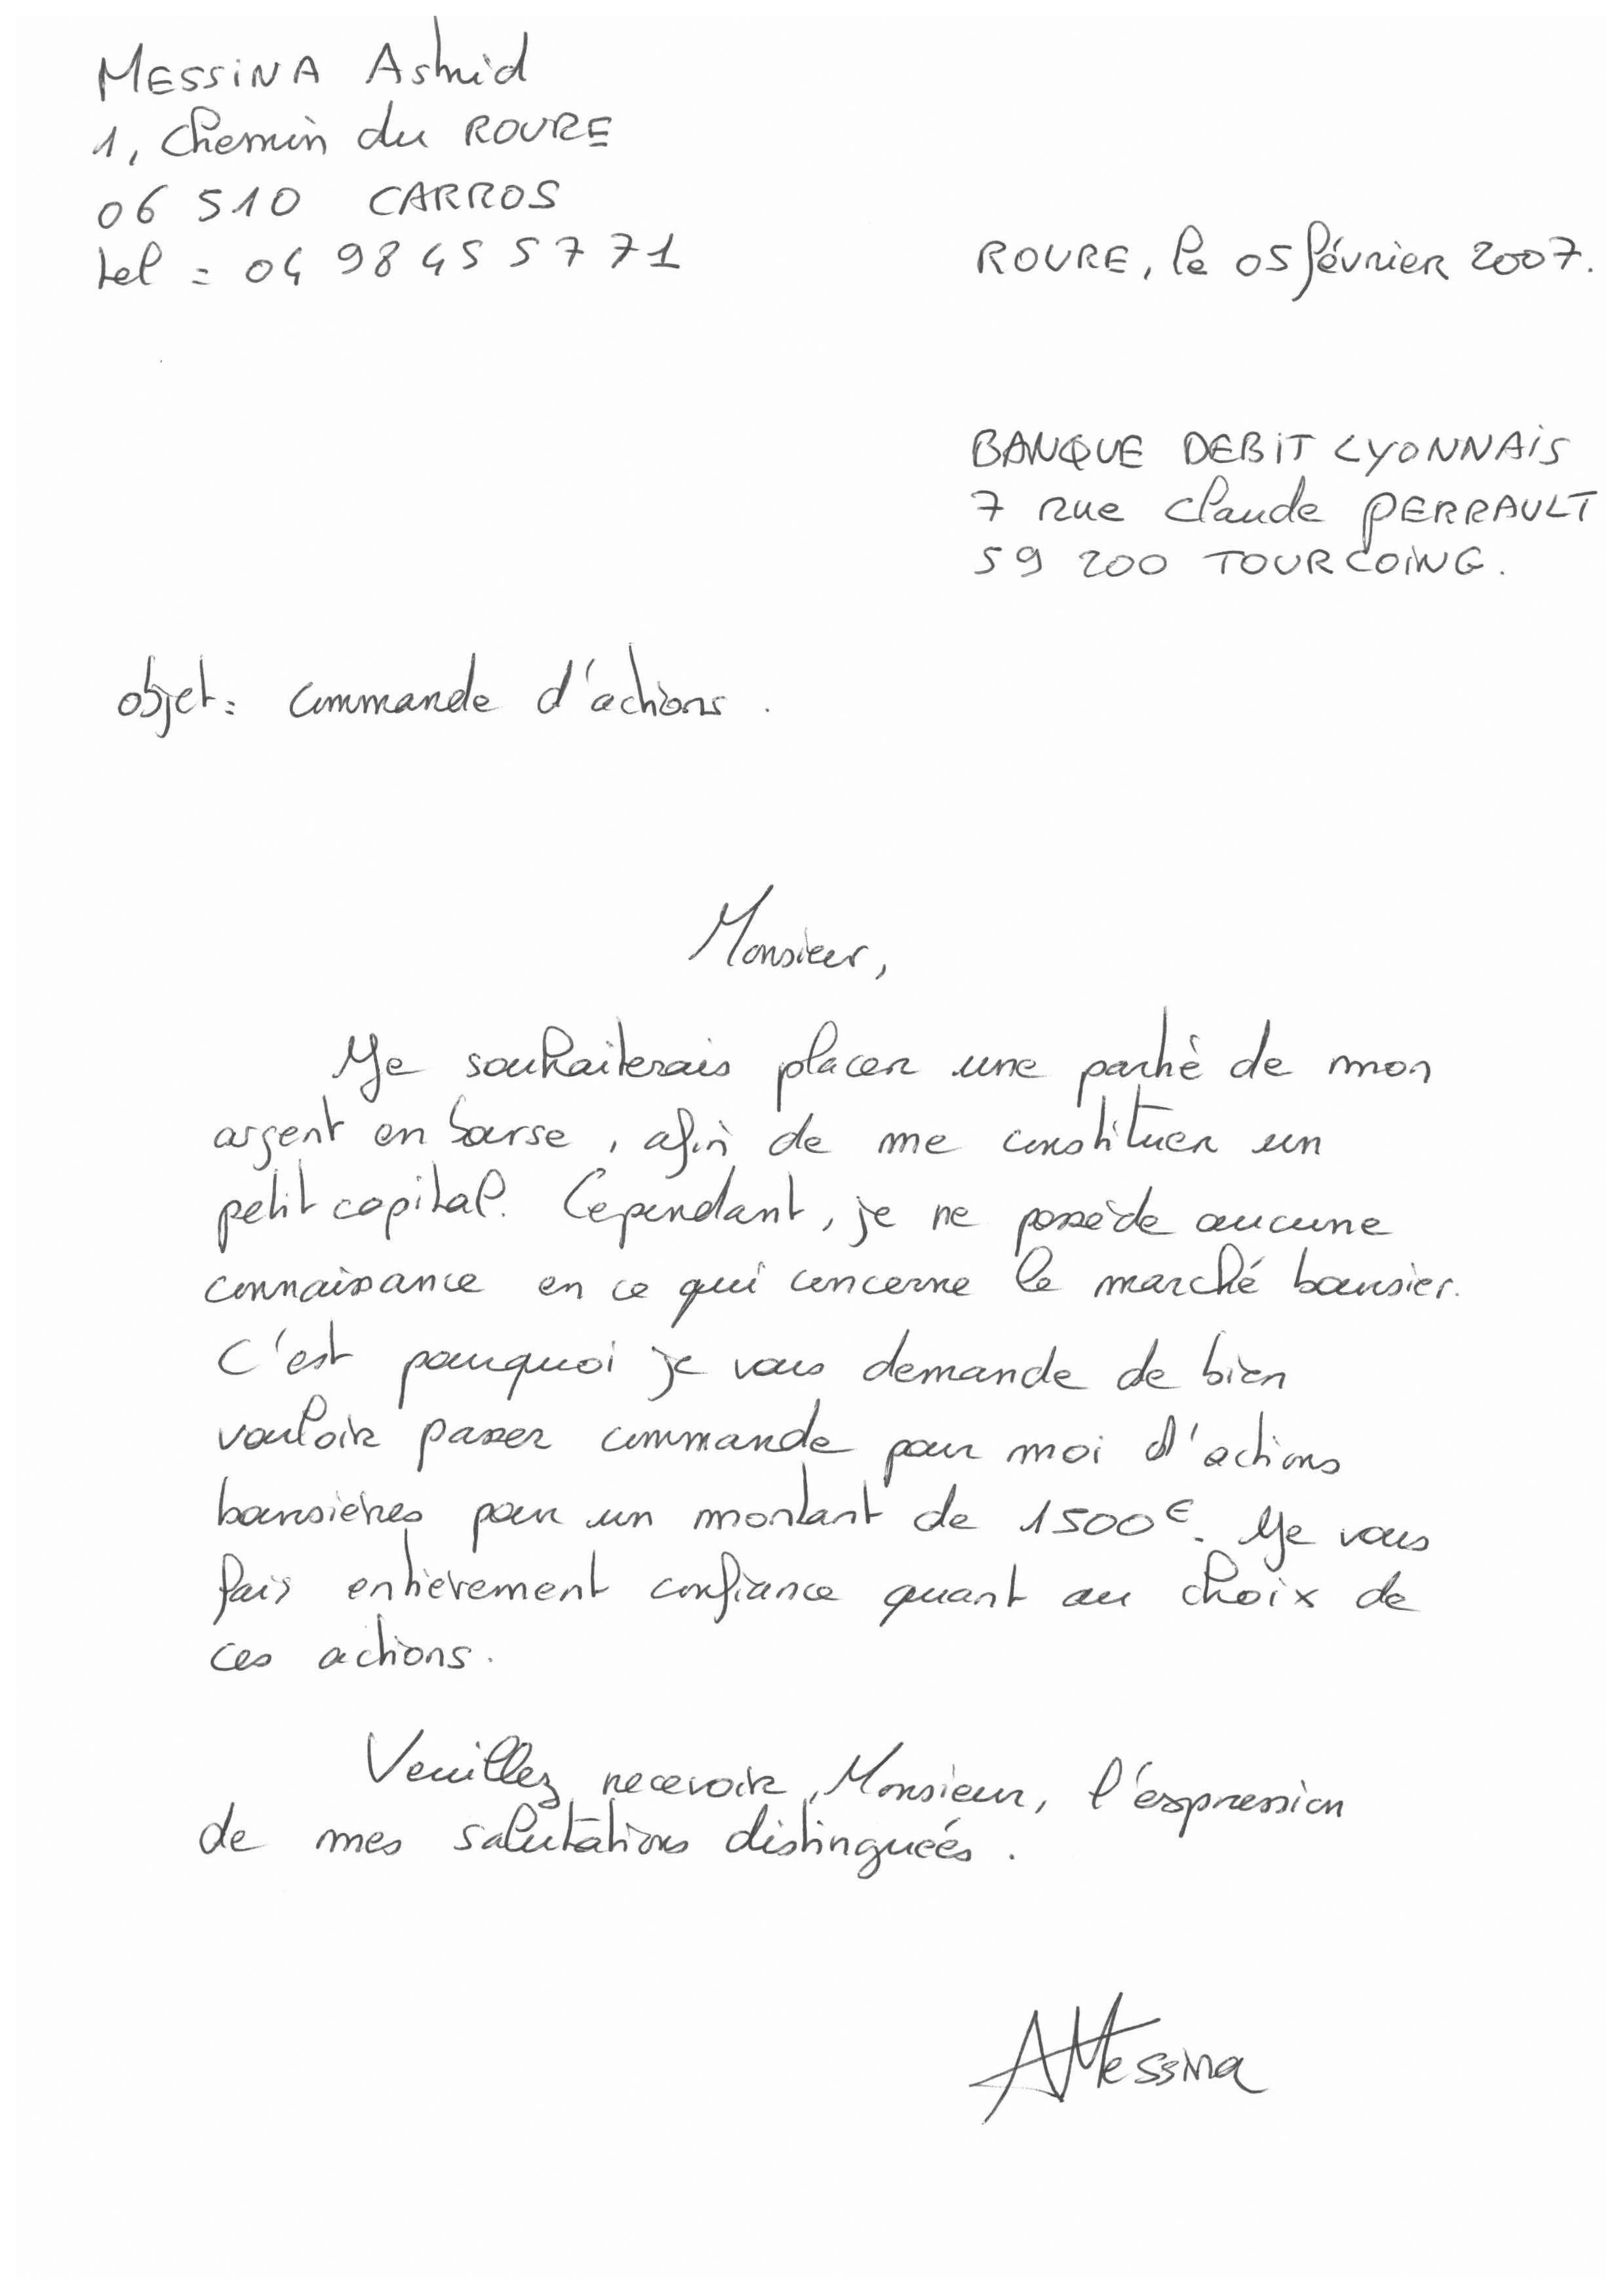 MESSINA Astrid
1, Chemin du ROURE
06 510 CARROS
tel = 04 98 45 57 71
ROURE, le 05 février 2007.
BANQUE DEBIT LYONNAIS
7 rue Claude PERRAULT
59 200 TOURCOING.
objet : commande d'actions.
Monsieur,
Je souhaiterais placer une partie de mon
argent en bourse, afin de me constituer un
petit capital. Cependant, je ne possède aucune
connaissance en ce qui concerne le marché boursier.
C'est pourquoi je vous demande de bien
vouloir passer commande pour moi d'actions
boursières pour un montant de 1500€. Je vous
fais entièrement confiance quant au choix de
ces actions.
Veuillez recevoir, Monsieur, l'expression
de mes salutations distinguées.
AMessina